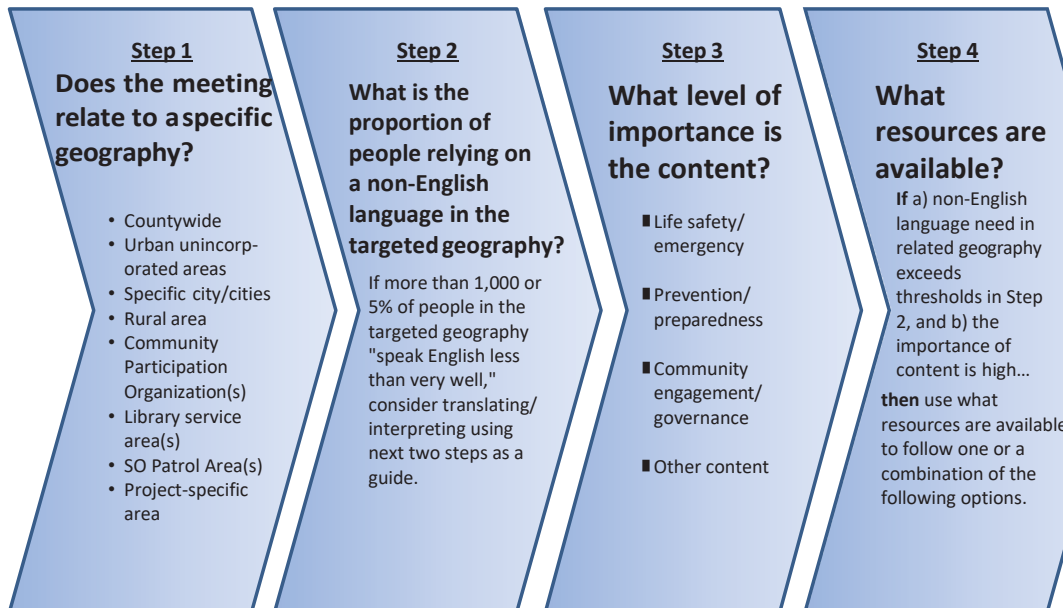 Step 1
Does the meeting
relate to a specific
geography?
• Countywide
• Urban unincorp-
orated areas
• Specific city/cities
• Rural area
• Community
Participation
Organization(s)
• Library service
area(s)
• SO Patrol Area(s)
• Project-specific
area
Step 2
What is the
proportion of
people relying on
a non-English
language in the
targeted geography?
If more than 1,000 or
5% of people in the
targeted geography
"speak English less
than very well,"
consider translating/
interpreting using
next two steps as a
guide.
Step 3
What level of
importance is
the content?
▪ Life safety/
emergency
▪ Prevention/
preparedness
▪ Community
engagement/
governance
▪ Other content
Step 4
What
resources are
available?
If a) non-English
language need in
related geography
exceeds
thresholds in Step
2, and b) the
importance of
content is high…
then use what
resources are available
to follow one or a
combination of the
following options.